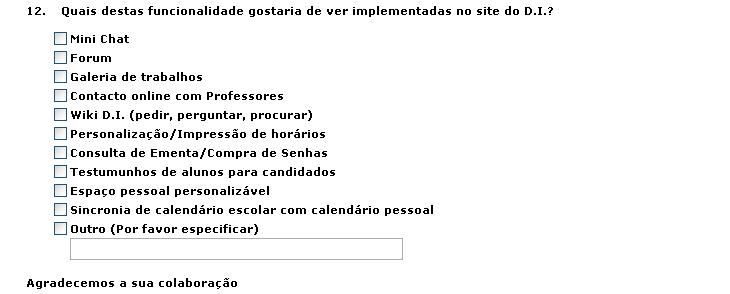 12. Quais destas funcionalidade gostaria de ver implementadas no site do D.I.?
Mini Chat
Forum
Galeria de trabalhos
Contacto online com Professores
Wiki D.I. (pedir, perguntar, procurar)
Personalização/Impressão de horários
Consulta de Ementa/Compra de Senhas
Testumunhos de alunos para candidados
Espaço pessoal personalizável
Sincronia de calendário escolar com calendário pessoal
Outro (Por favor especificar)
Agradecemos a sua colaboração